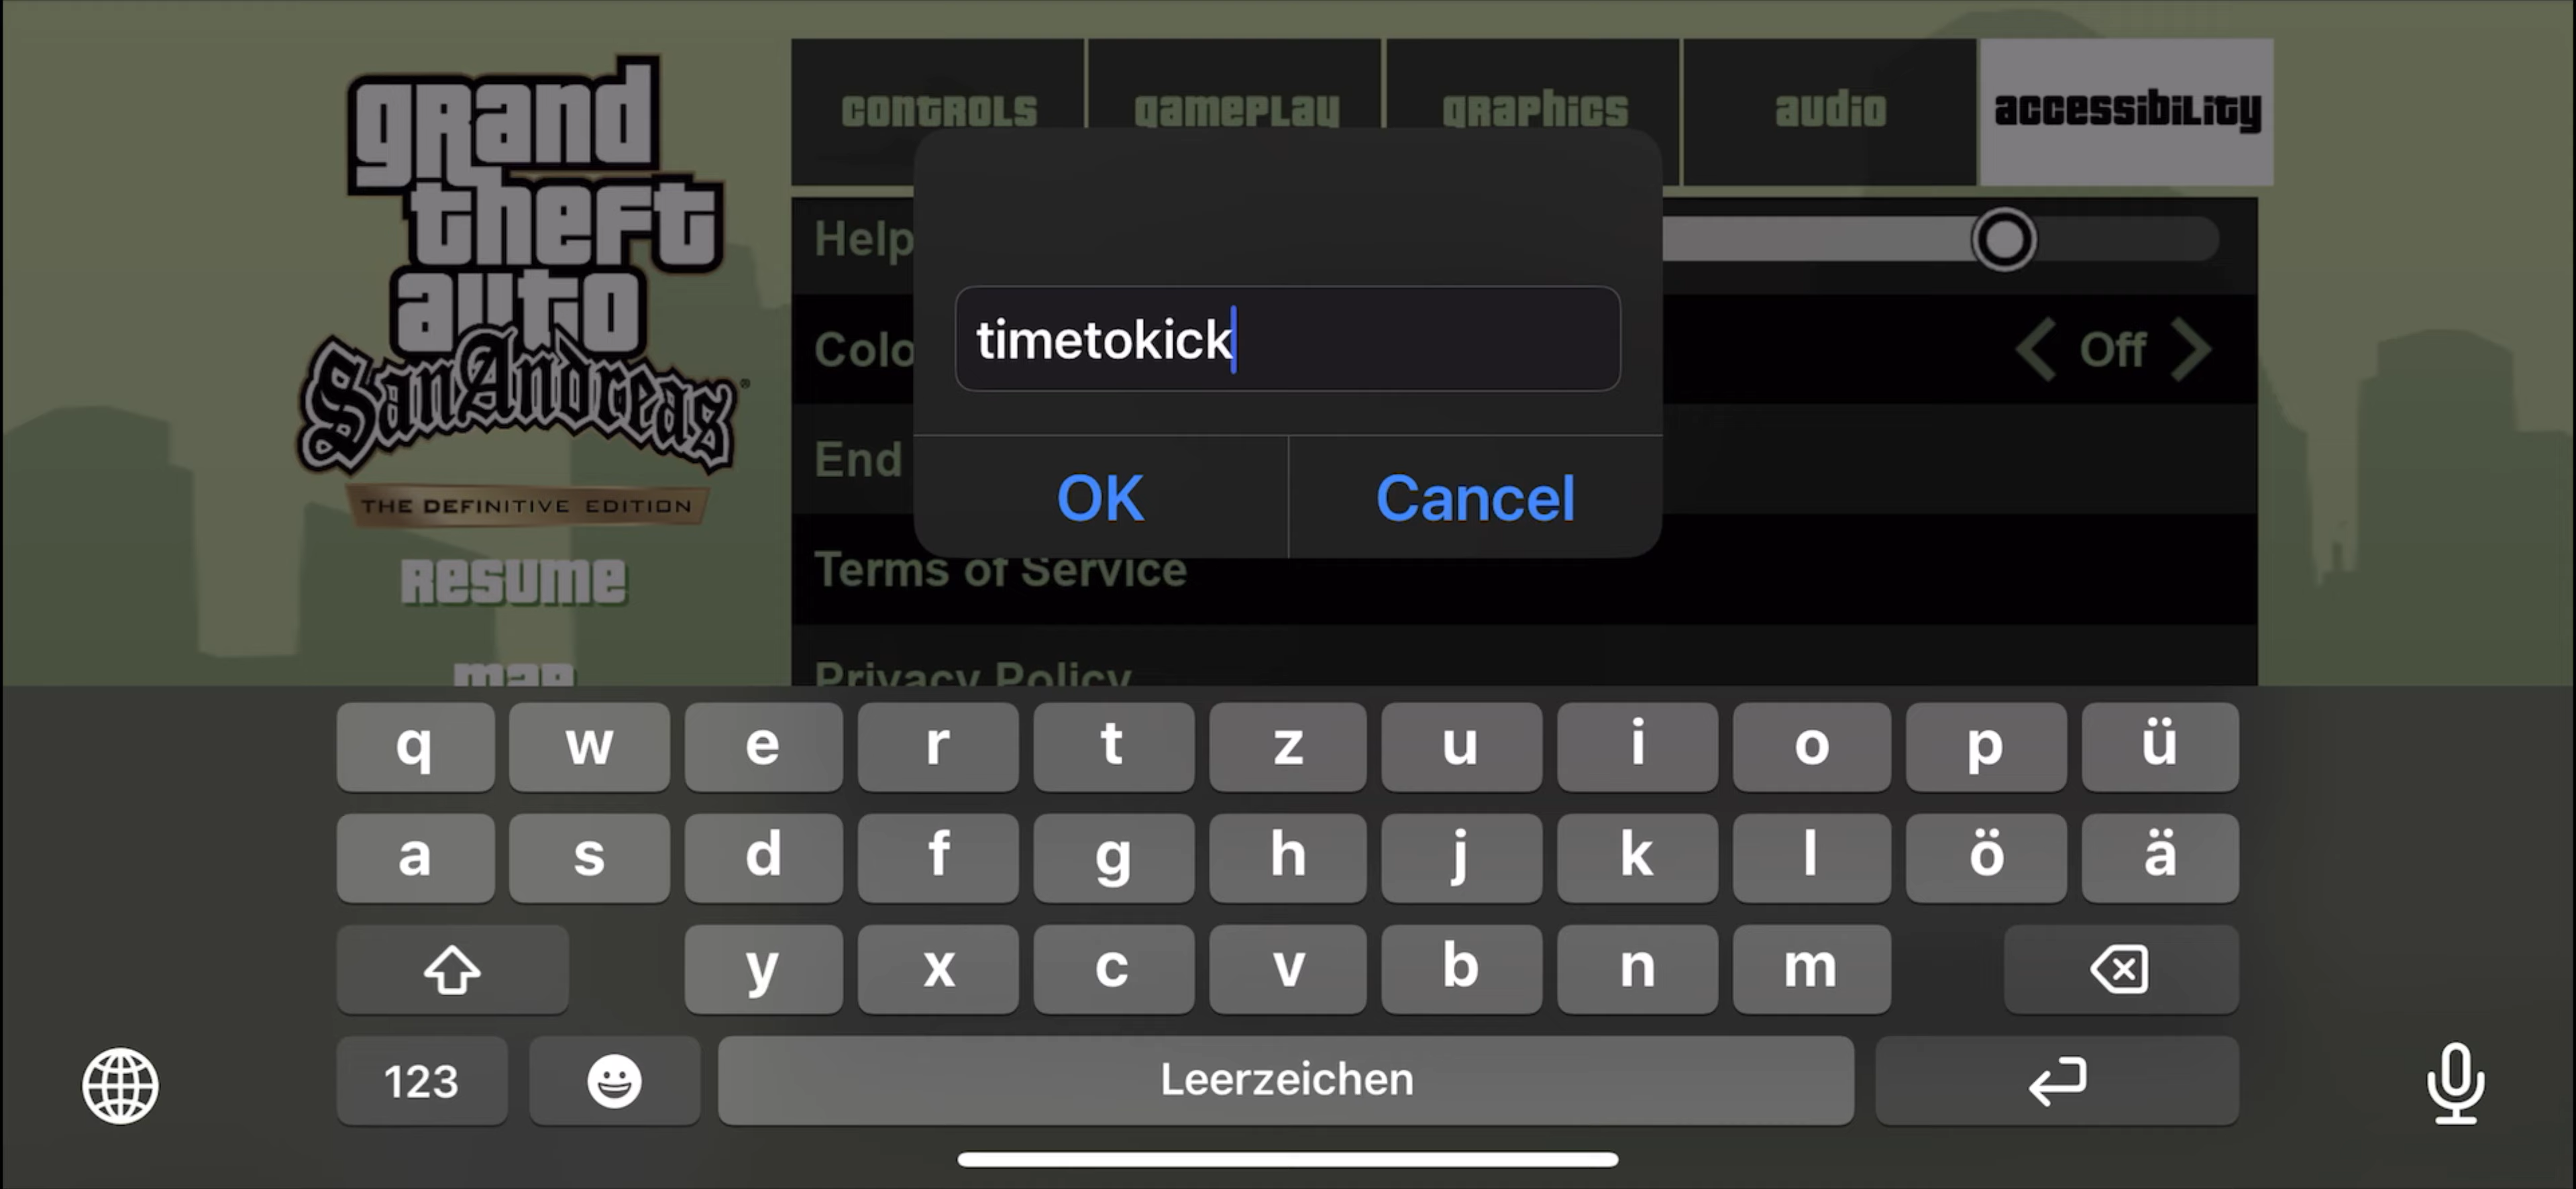 grand
theft
auto
San Andreas®
THE DEFINITIVE EDITION
RESUME
map
controls gameplay graphics audio accessibility
Help
Colo
Off
End
Terms of Service
Privacy Policy
timetokick
OK Cancel
q w e r t z u i o p ü
a s d f g h j k l ö ä
y x c v b n m
123 Leerzeichen